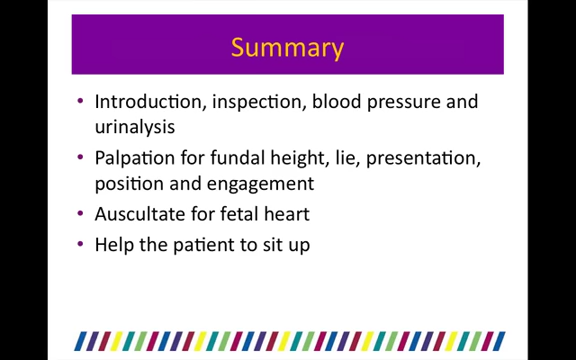 Summary
• Introduction, inspection, blood pressure and
urinalysis
• Palpation for fundal height, lie, presentation,
position and engagement
• Auscultate for fetal heart
• Help the patient to sit up